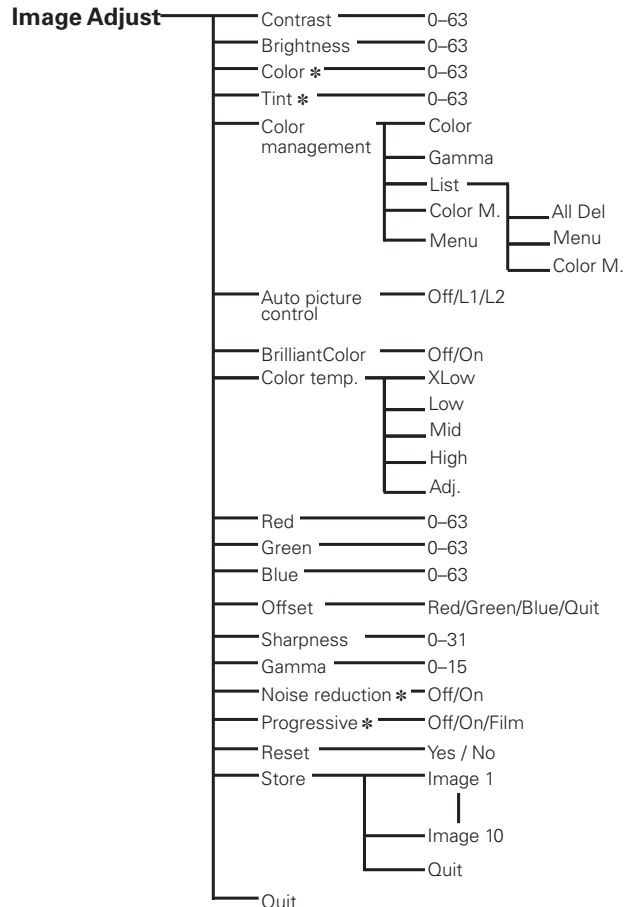 Image Adjust
Contrast 0–63
Brightness 0–63
Color * 0–63
Tint * 0–63
Color Color
management
Gamma
List
Color M. All Del
Menu Menu
Color M.
Auto picture Off/L1/L2
control
BrilliantColor Off/On
Color temp. XLow
Low
Mid
High
Adj.
Red 0–63
Green 0–63
Blue 0–63
Offset Red/Green/Blue/Quit
Sharpness 0–31
Gamma 0–15
Noise reduction * Off/On
Progressive * Off/On/Film
Reset Yes / No
Store Image 1
Image 10
Quit
Quit